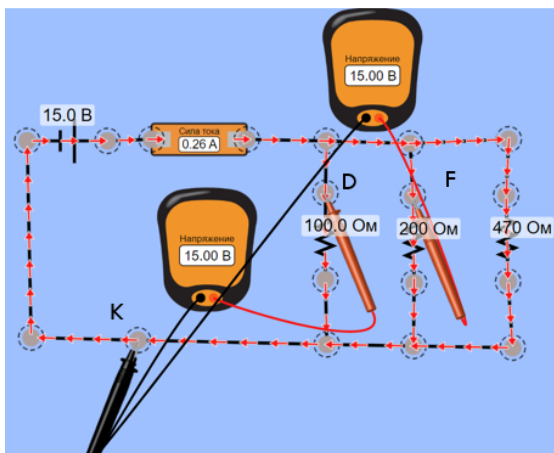 Напряжение
15.00 В
15.0 В
Сила тока
0.26 А
D
F
Напряжение
15.00 В
100.0 Ом
200 Ом
470 Ом
K